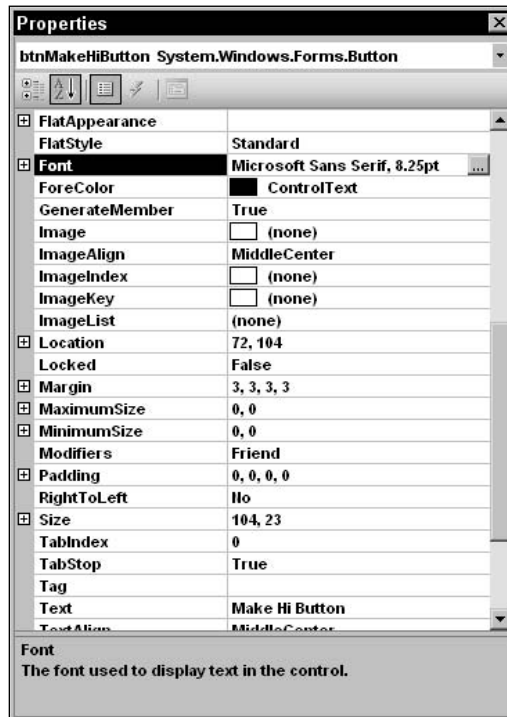 Properties
btnMakeHiButton System.Windows.Forms.Button
FlatAppearance
FlatStyle Standard
Font Microsoft Sans Serif, 8.25pt ...
ForeColor ControlText
GenerateMember True
Image (none)
ImageAlign MiddleCenter
ImageIndex (none)
ImageKey (none)
ImageList (none)
Location 72, 104
Locked False
Margin 3, 3, 3, 3
MaximumSize 0, 0
MinimumSize 0, 0
Modifiers Friend
Padding 0, 0, 0, 0
RightToLeft No
Size 104, 23
TabIndex 0
TabStop True
Tag
Text Make Hi Button
TextAlign MiddleCenter
Font
The font used to display text in the control.